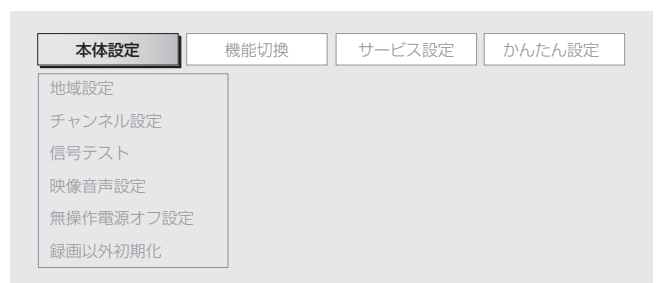 本体設定 機能切換 サービス設定 かんたん設定
地域設定
チャンネル設定
信号テスト
映像音声設定
無操作電源オフ設定
録画以外初期化